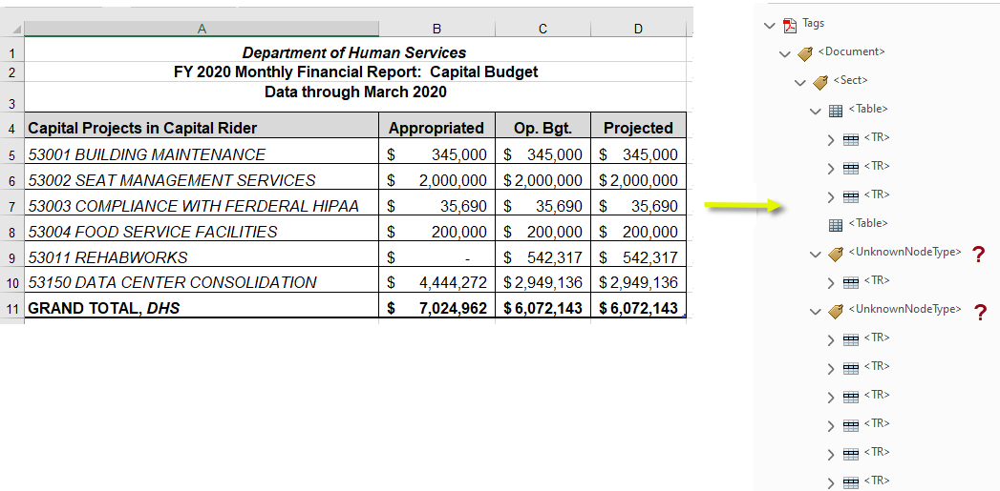 A B C D
1 Department of Human Services
2 FY 2020 Monthly Financial Report: Capital Budget
3 Data through March 2020
4 Capital Projects in Capital Rider Appropriated Op. Bgt. Projected
5 53001 BUILDING MAINTENANCE $ 345,000 $ 345,000 $ 345,000
6 53002 SEAT MANAGEMENT SERVICES $ 2,000,000 $ 2,000,000 $ 2,000,000
7 53003 COMPLIANCE WITH FERDERAL HIPAA $ 35,690 $ 35,690 $ 35,690
8 53004 FOOD SERVICE FACILITIES $ 200,000 $ 200,000 $ 200,000
9 53011 REHABWORKS $ - $ 542,317 $ 542,317
10 53150 DATA CENTER CONSOLIDATION $ 4,444,272 $ 2,949,136 $ 2,949,136
11 GRAND TOTAL, DHS $ 7,024,962 $ 6,072,143 $ 6,072,143
Tags
<Document>
<Sect>
<Table>
<TR>
<TR>
<TR>
<Table>
<UnknownNodeType> ?
<TR>
<UnknownNodeType> ?
<TR>
<TR>
<TR>
<TR>
<TR>
<TR>